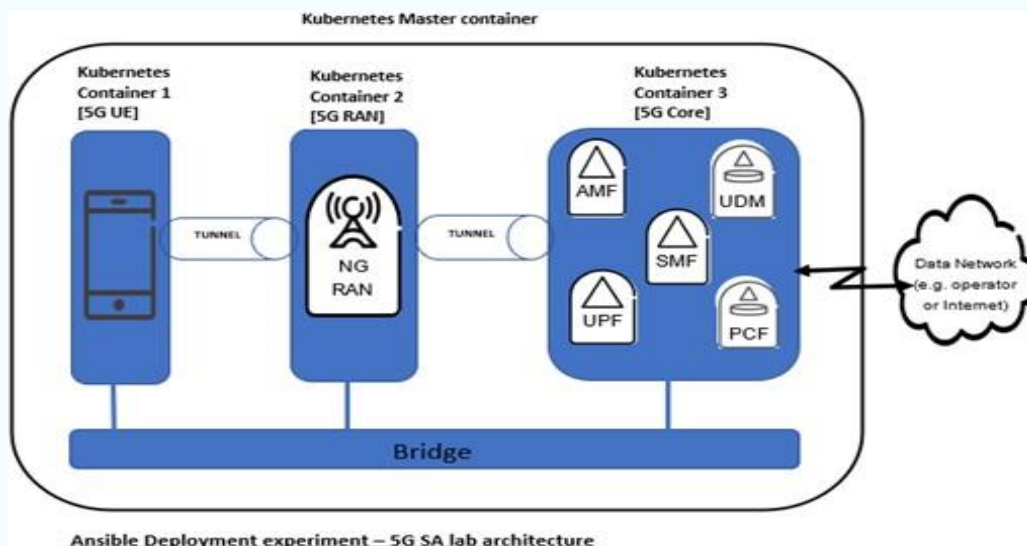 Kubernetes Master container
Kubernetes
Container 1
[5G UE]
Kubernetes
Container 2
[5G RAN]
Kubernetes
Container 3
[5G Core]
TUNNEL
NG
RAN
TUNNEL
AMF
UDM
SMF
UPF
PCF
Data Network
(e.g. operator
or Internet)
Bridge
Ansible Deployment experiment – 5G SA lab architecture